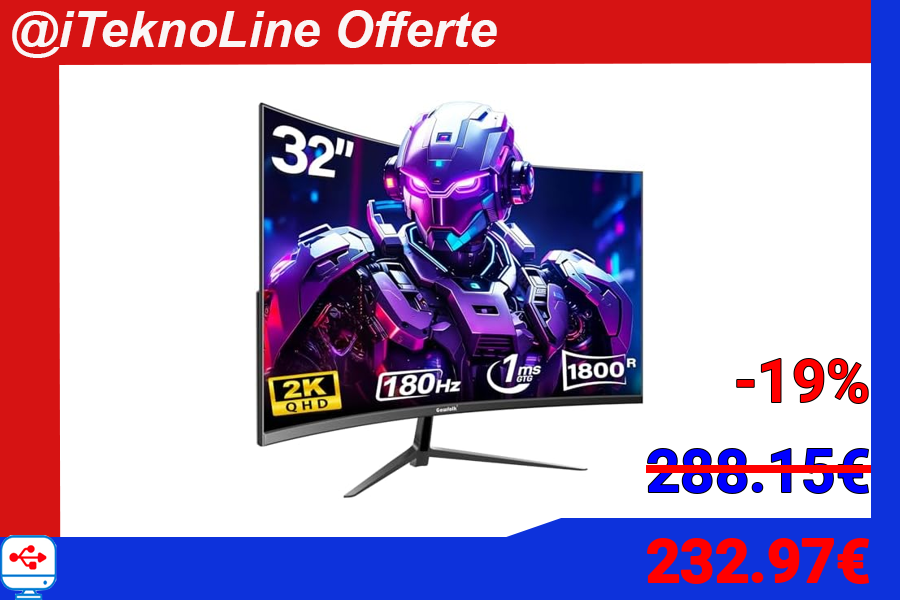 @iTeknoLine Offerte
32"
2K
QHD
180Hz
1ms
GTG
1800R
-19%
288.15€
232.97€